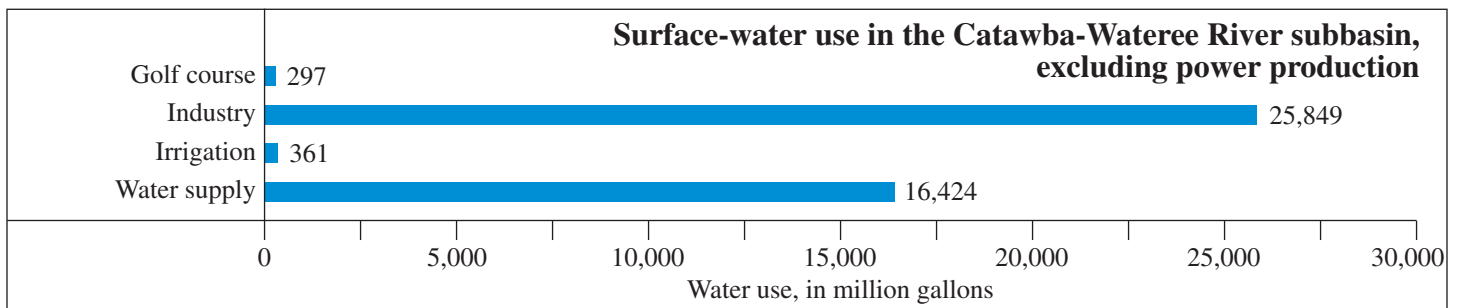 Surface-water use in the Catawba-Wateree River subbasin,
excluding power production
Golf course 297
Industry 25,849
Irrigation 361
Water supply 16,424
0 5,000 10,000 15,000 20,000 25,000 30,000
Water use, in million gallons